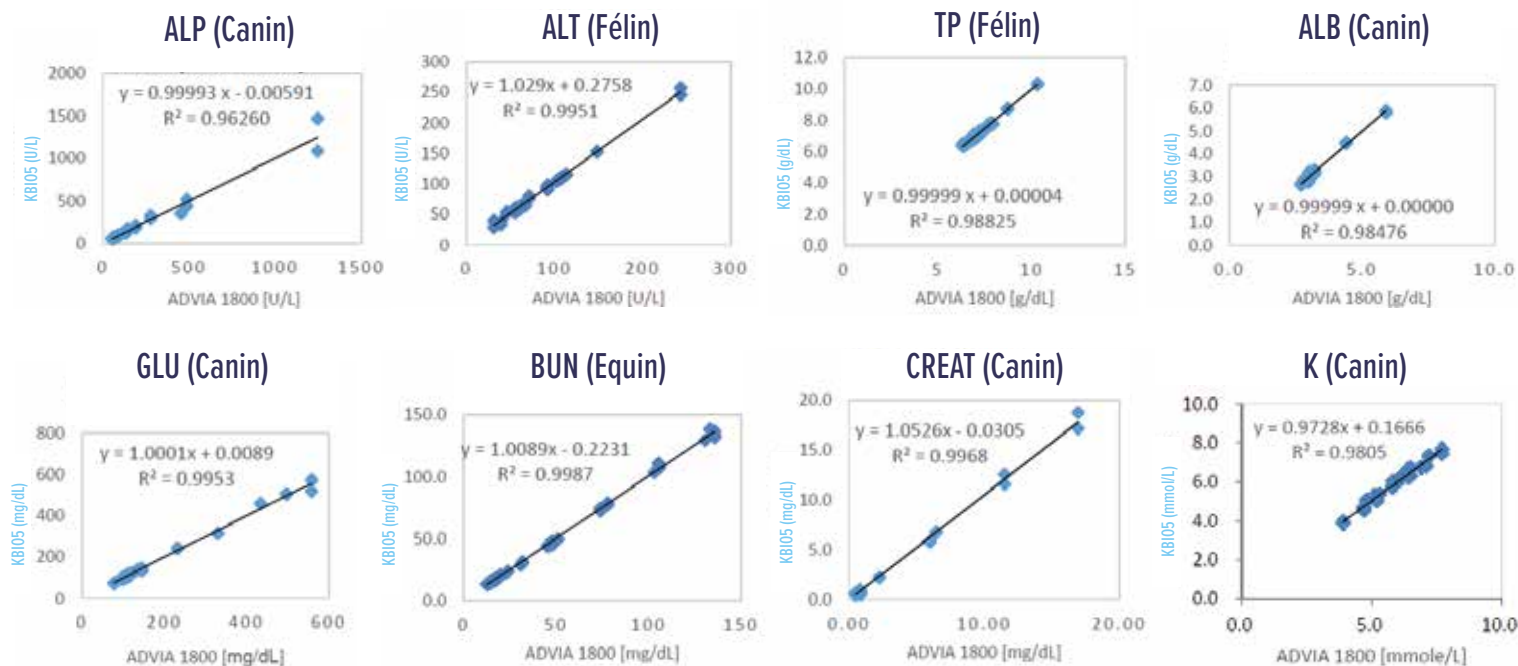 ALP (Canin)
2000
1500
1000
500
0
y = 0.99993 x - 0.00591
R² = 0.96260
KBI05 (U/L)
0 500 1000 1500
ADVIA 1800 [U/L]
ALT (Félin)
300
250
200
150
100
50
0
y = 1.029x + 0.2758
R² = 0.9951
KBI05 (U/L)
0 100 200 300
ADVIA 1800 [U/L]
TP (Félin)
12.0
10.0
8.0
6.0
4.0
2.0
0.0
y = 0.99999 x + 0.00004
R² = 0.98825
KBI05 (g/dL)
0 5 10 15
ADVIA 1800 [g/dL]
ALB (Canin)
7.0
6.0
5.0
4.0
3.0
2.0
1.0
0.0
y = 0.99999 x + 0.00000
R² = 0.98476
KBI05 (g/dL)
0.0 5.0 10.0
ADVIA 1800 [g/dL]
GLU (Canin)
800
600
400
200
0
y = 1.0001x + 0.0089
R² = 0.9953
KBI05 (mg/dL)
0 200 400 600
ADVIA 1800 [mg/dL]
BUN (Equin)
150.0
100.0
50.0
0.0
y = 1.0089x - 0.2231
R² = 0.9987
KBI05 (mg/dL)
0 50 100 150
ADVIA 1800 [mg/dL]
CREAT (Canin)
20.0
15.0
10.0
5.0
0.0
y = 1.0526x - 0.0305
R² = 0.9968
KBI05 (mg/dL)
0.00 10.00 20.00
ADVIA 1800 [mg/dL]
K (Canin)
10.0
8.0
6.0
4.0
2.0
0.0
y = 0.9728x + 0.1666
R² = 0.9805
KBI05 (mmol/L)
0.0 5.0 10.0
ADVIA 1800 [mmole/L]